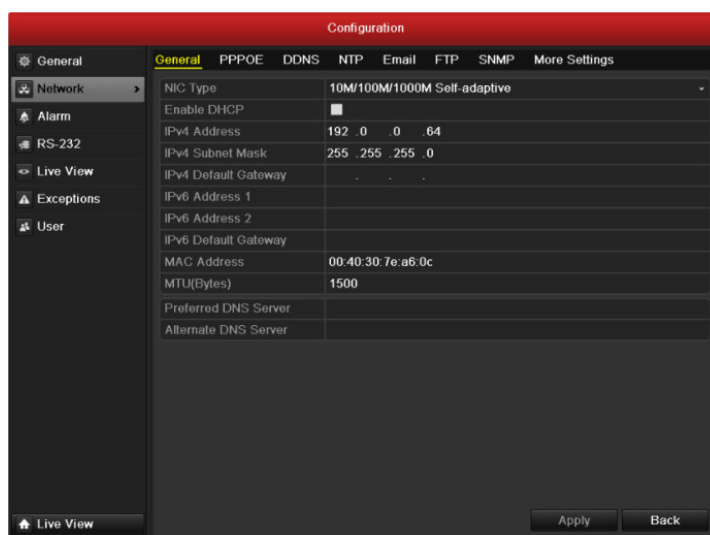 Configuration
General
Network
Alarm
RS-232
Live View
Exceptions
User
Live View
General PPPOE DDNS NTP Email FTP SNMP More Settings
NIC Type 10M/100M/1000M Self-adaptive
Enable DHCP
IPv4 Address 192 .0 .0 .64
IPv4 Subnet Mask 255 .255 .255 .0
IPv4 Default Gateway . . .
IPv6 Address 1
IPv6 Address 2
IPv6 Default Gateway
MAC Address 00:40:30:7e:a6:0c
MTU(Bytes) 1500
Preferred DNS Server
Alternate DNS Server
Apply Back